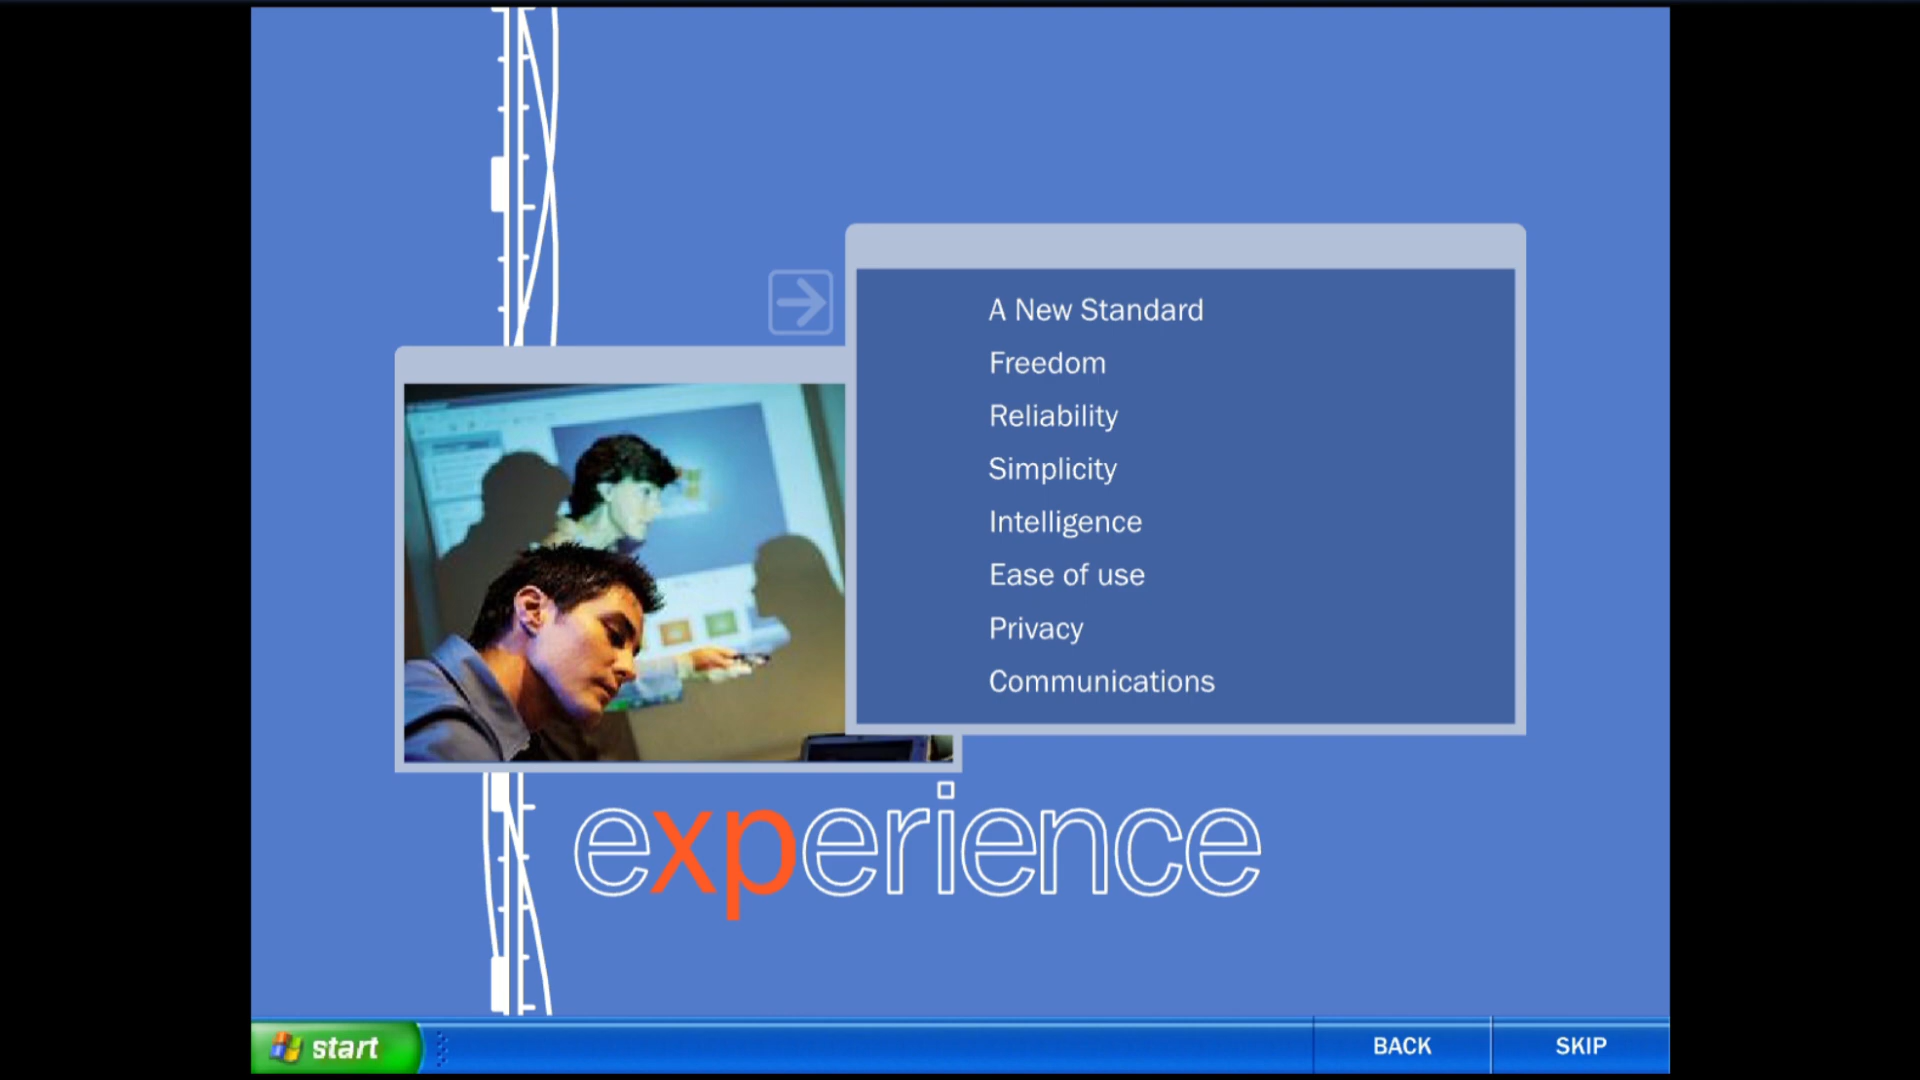 A New Standard
Freedom
Reliability
Simplicity
Intelligence
Ease of use
Privacy
Communications
experience
start
BACK
SKIP